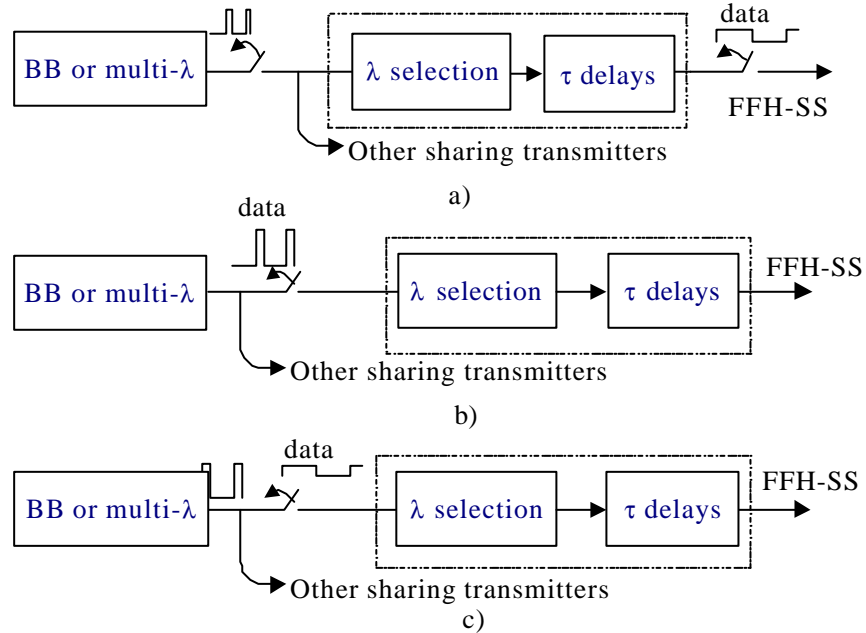 data
BB or multi-λ
λ selection
τ delays
FFH-SS
Other sharing transmitters
a)
data
BB or multi-λ
λ selection
τ delays
FFH-SS
Other sharing transmitters
b)
data
BB or multi-λ
λ selection
τ delays
FFH-SS
Other sharing transmitters
c)